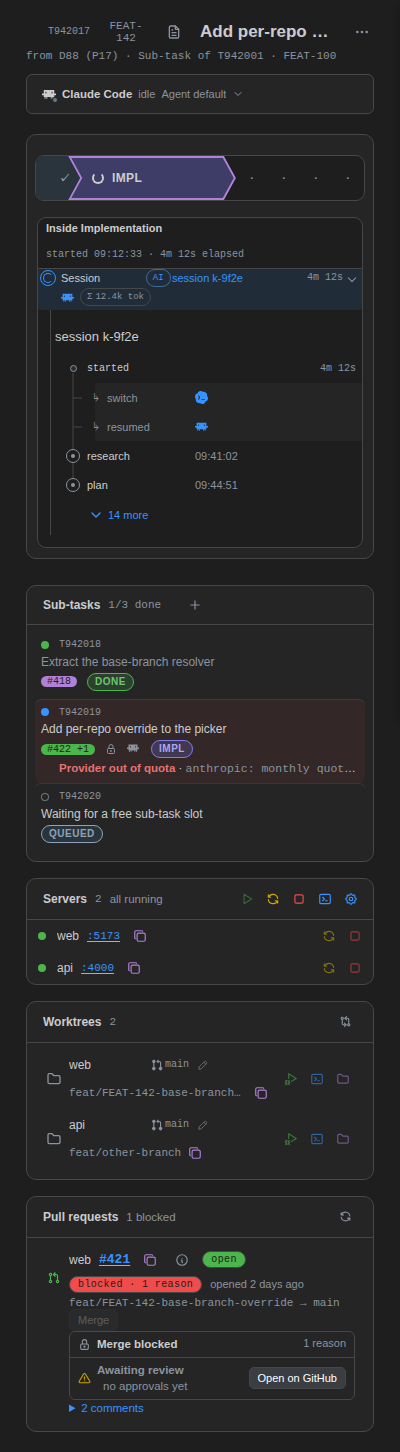 T942017 FEAT-142 Add per-repo …
from D88 (P17) · Sub-task of T942001 · FEAT-100
Claude Code idle Agent default
IMPL
Inside Implementation
started 09:12:33 · 4m 12s elapsed
Session AI session k-9f2e 4m 12s
Σ 12.4k tok
session k-9f2e
started 4m 12s
↳ switch
↳ resumed
research 09:41:02
plan 09:44:51
14 more
Sub-tasks 1/3 done
T942018
Extract the base-branch resolver
#418 DONE
T942019
Add per-repo override to the picker
#422 +1 IMPL
Provider out of quota · anthropic: monthly quot…
T942020
Waiting for a free sub-task slot
QUEUED
Servers 2 all running
web :5173
api :4000
Worktrees 2
web main
feat/FEAT-142-base-branch…
api main
feat/other-branch
Pull requests 1 blocked
web #421 open
blocked · 1 reason opened 2 days ago
feat/FEAT-142-base-branch-override → main
Merge
Merge blocked 1 reason
Awaiting review
no approvals yet
Open on GitHub
2 comments